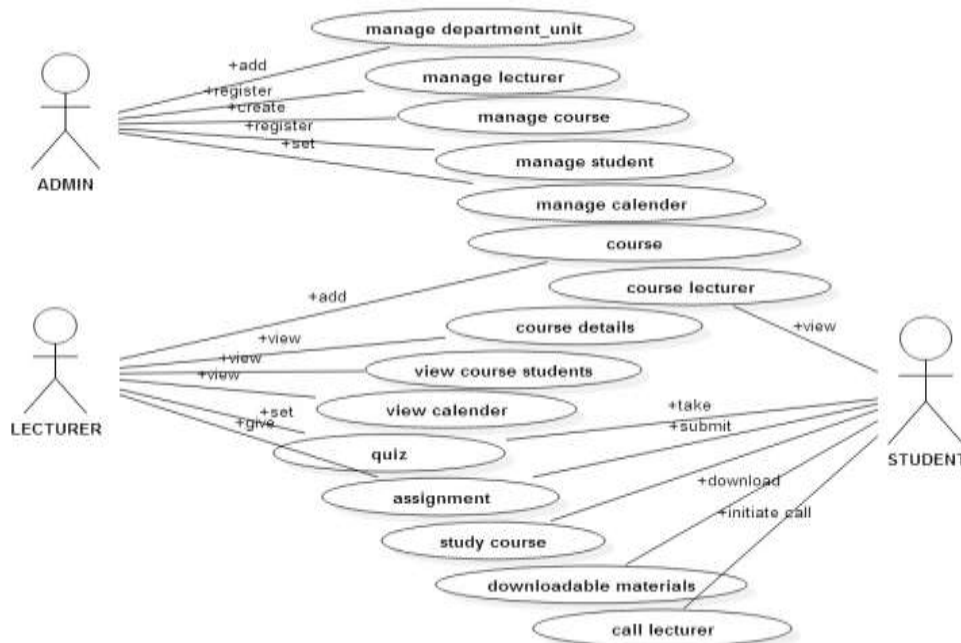 manage department_unit
+add
manage lecturer
+register
+create
manage course
+register
+set
manage student
ADMIN
manage calender
course
course lecturer
+add
course details
+view
+view
+view
view course students
+view
view calender
LECTURER
+set
+give
+take
+submit
quiz
STUDENT
+download
assignment
+initiate call
study course
downloadable materials
call lecturer